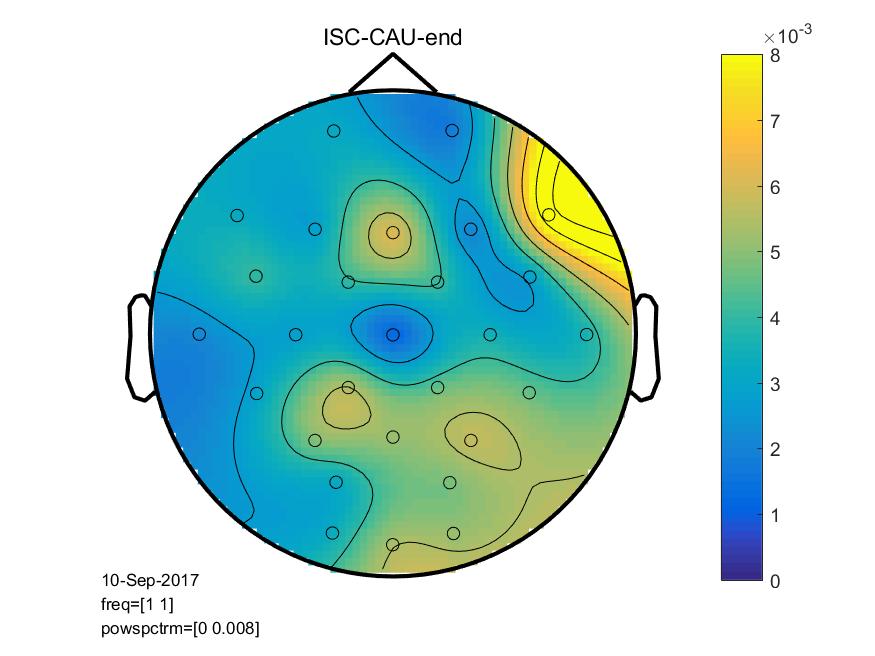 ISC-CAU-end
×10-3
8
7
6
5
4
3
2
1
0
10-Sep-2017
freq=[1 1]
powspctrm=[0 0.008]